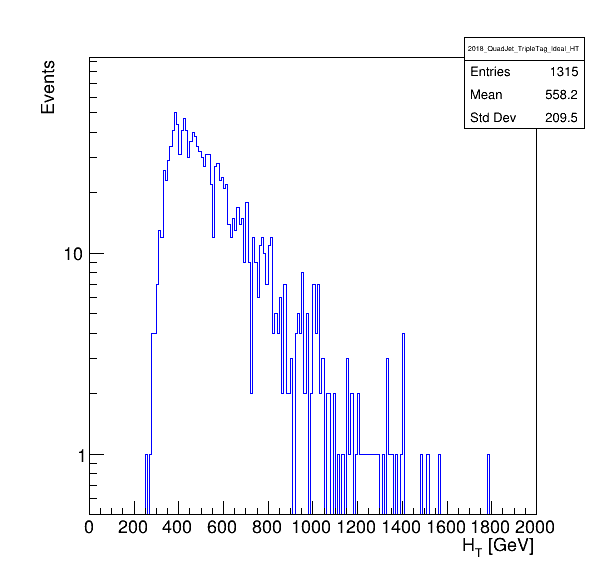 2018_QuadJet_TripleTag_Ideal_HT
Entries 1315
Mean 558.2
Std Dev 209.5
Events
10
1
0 200 400 600 800 1000 1200 1400 1600 1800 2000
H_T [GeV]